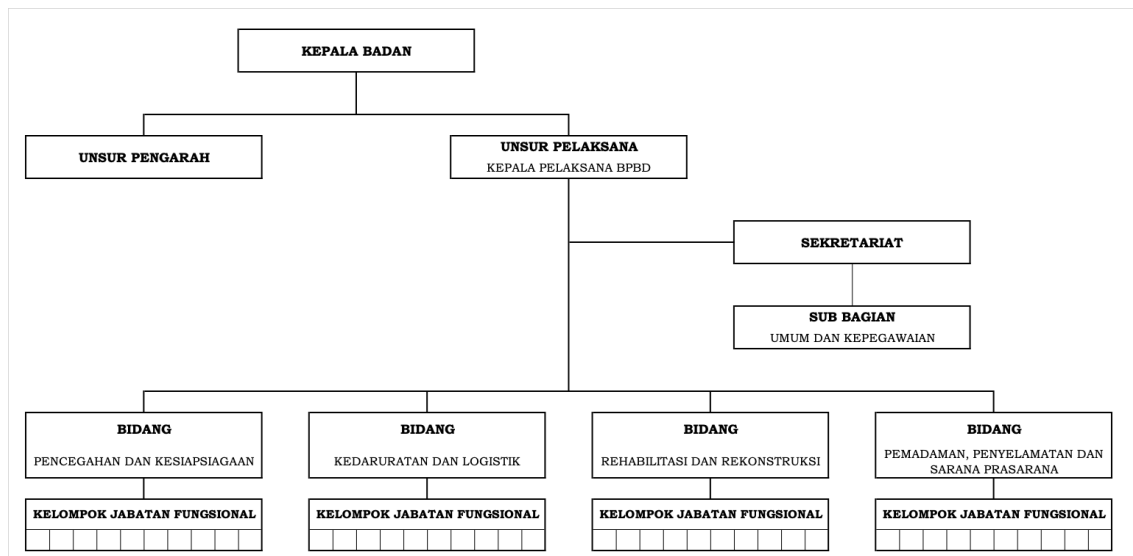 KEPALA BADAN
UNSUR PENGARAH
UNSUR PELAKSANA
KEPALA PELAKSANA BPBD
SEKRETARIAT
SUB BAGIAN
UMUM DAN KEPEGAWAIAN
BIDANG
PENCEGAHAN DAN KESIAPSIAGAAN
BIDANG
KEDARURATAN DAN LOGISTIK
BIDANG
REHABILITASI DAN REKONSTRUKSI
BIDANG
PEMADAMAN, PENYELAMATAN DAN
SARANA PRASARANA
KELOMPOK JABATAN FUNGSIONAL
KELOMPOK JABATAN FUNGSIONAL
KELOMPOK JABATAN FUNGSIONAL
KELOMPOK JABATAN FUNGSIONAL